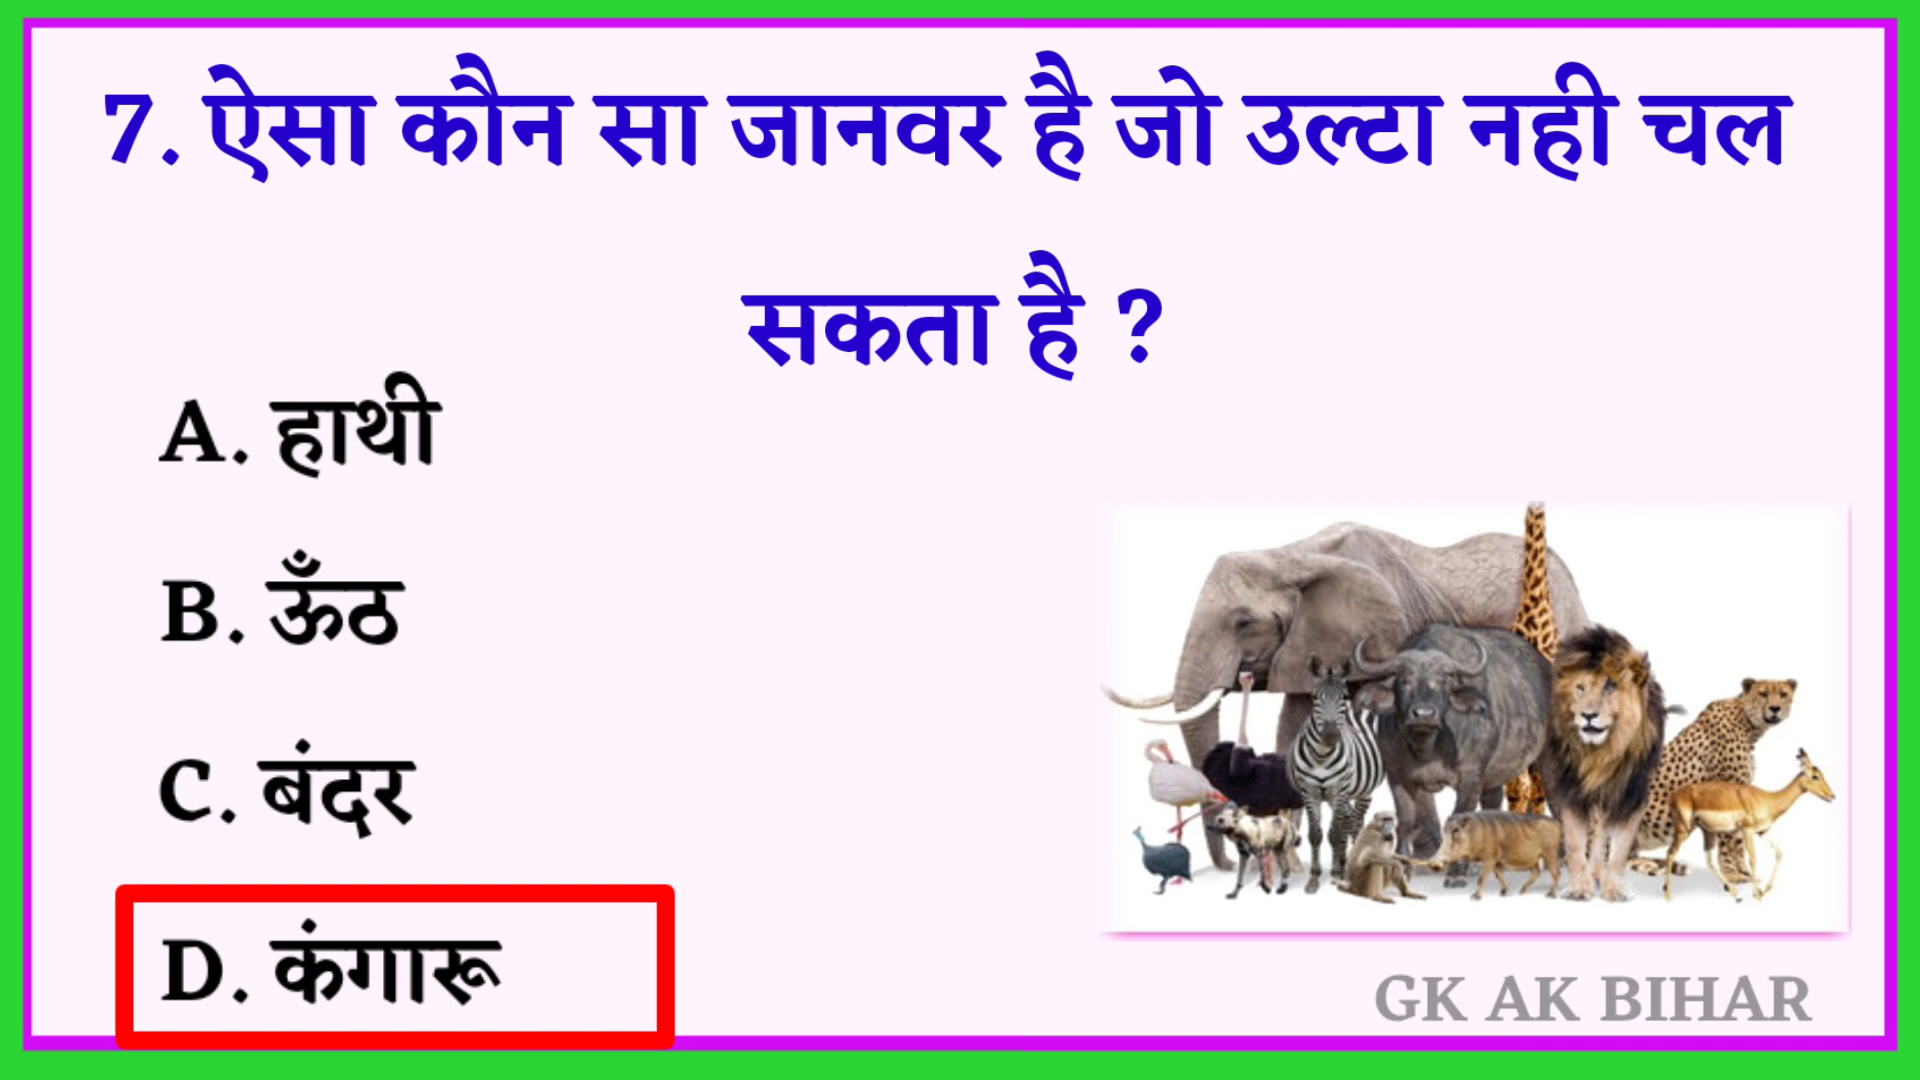 7. ऐसा कौन सा जानवर है जो उल्टा नही चल
सकता है ?
A. हाथी
B. ऊँठ
C. बंदर
D. कंगारू
GK AK BIHAR